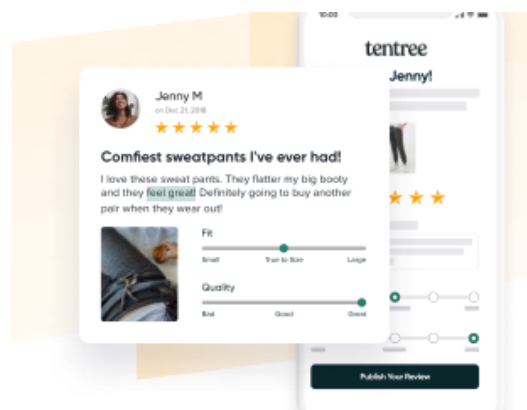 10:00
tentree
Jenny!
Jenny M
on Dec 21, 2018
Comfiest sweatpants I've ever had!
I love these sweat pants. They flatter my big booty
and they feel great! Definitely going to buy another
pair when they wear out!
Fit
Small True to Size Large
Quality
Bad Good Great
Publish Your Review